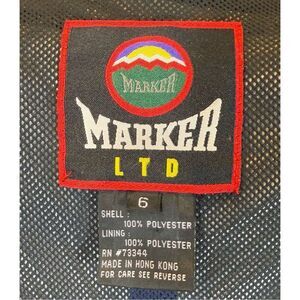 MARKER
MARKER
LTD
6
SHELL:
100% POLYESTER
LINING:
100% POLYESTER
RN #73344
MADE IN HONG KONG
FOR CARE SEE REVERSE